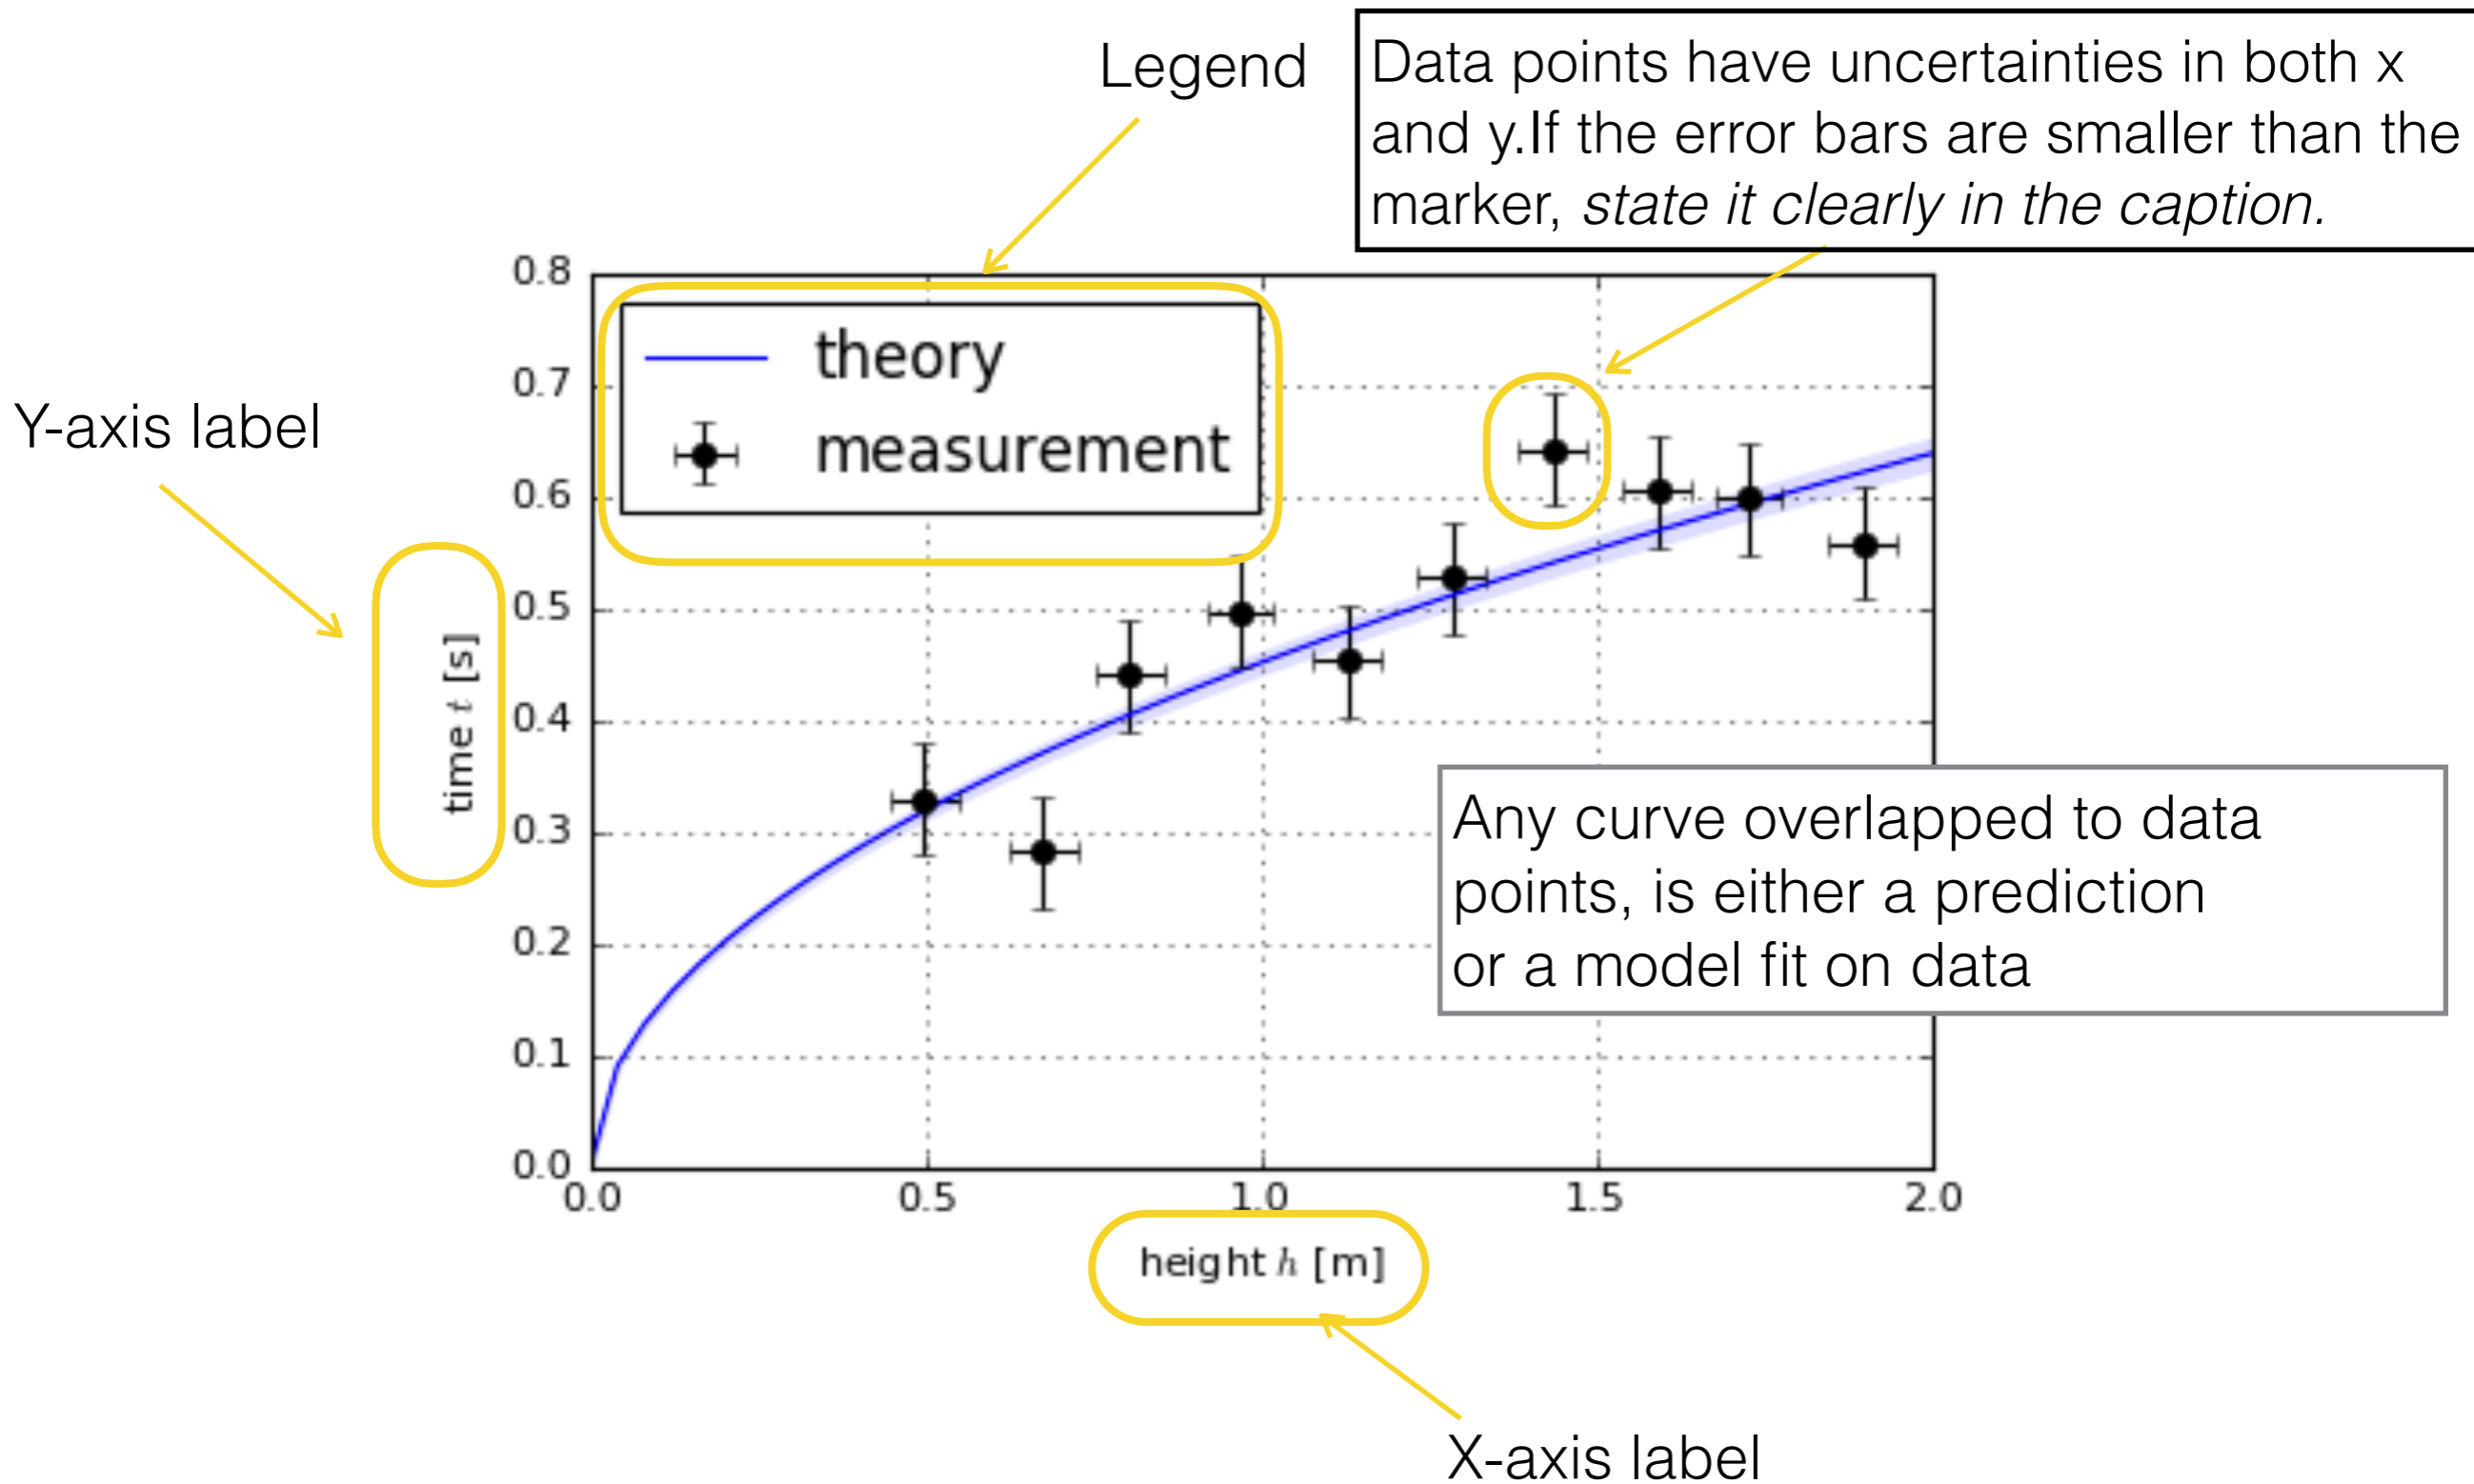 Legend
Data points have uncertainties in both x
and y.If the error bars are smaller than the
marker, state it clearly in the caption.
Y-axis label
theory
measurement
time t [s]
0.8
0.7
0.6
0.5
0.4
0.3
0.2
0.1
0.0
Any curve overlapped to data
points, is either a prediction
or a model fit on data
0.0 0.5 1.0 1.5 2.0
height h [m]
X-axis label